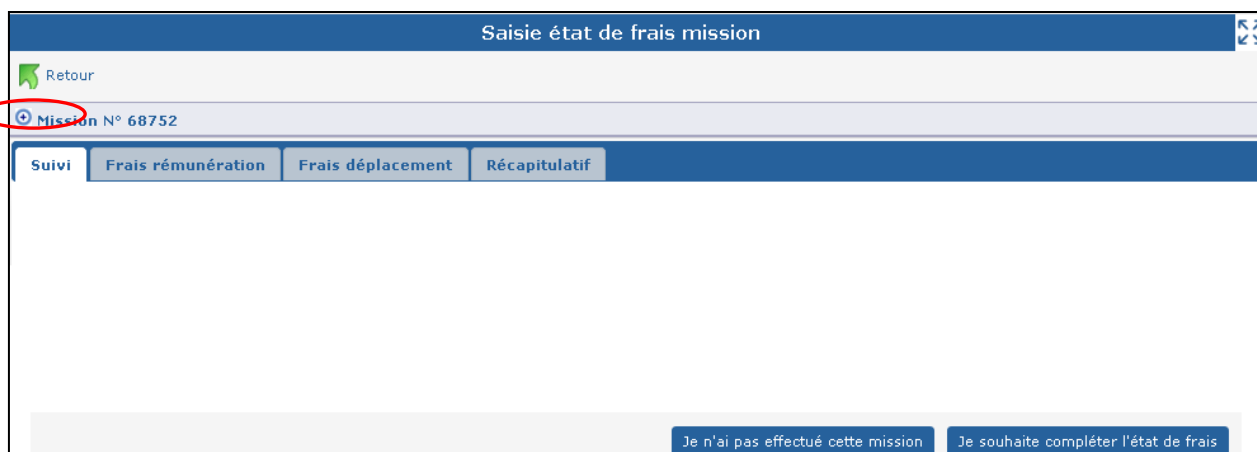 Saisie état de frais mission
Retour
Mission N° 68752
Suivi Frais rémunération Frais déplacement Récapitulatif
Je n'ai pas effectué cette mission Je souhaite compléter l'état de frais